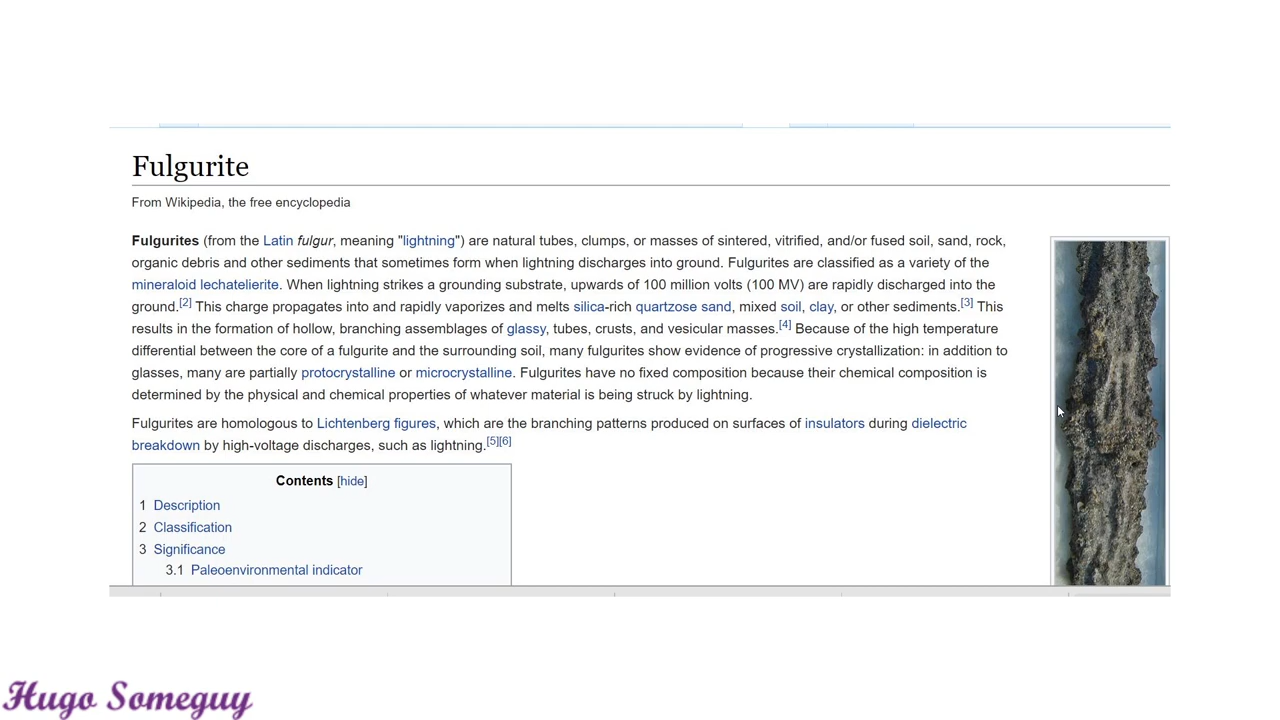 Fulgurite
From Wikipedia, the free encyclopedia
Fulgurites (from the Latin fulgur, meaning "lightning") are natural tubes, clumps, or masses of sintered, vitrified, and/or fused soil, sand, rock,
organic debris and other sediments that sometimes form when lightning discharges into ground. Fulgurites are classified as a variety of the
mineraloid lechatelierite. When lightning strikes a grounding substrate, upwards of 100 million volts (100 MV) are rapidly discharged into the
ground.[2] This charge propagates into and rapidly vaporizes and melts silica-rich quartzose sand, mixed soil, clay, or other sediments.[3] This
results in the formation of hollow, branching assemblages of glassy, tubes, crusts, and vesicular masses.[4] Because of the high temperature
differential between the core of a fulgurite and the surrounding soil, many fulgurites show evidence of progressive crystallization: in addition to
glasses, many are partially protocrystalline or microcrystalline. Fulgurites have no fixed composition because their chemical composition is
determined by the physical and chemical properties of whatever material is being struck by lightning.
Fulgurites are homologous to Lichtenberg figures, which are the branching patterns produced on surfaces of insulators during dielectric
breakdown by high-voltage discharges, such as lightning.[5][6]
Contents [hide]
1 Description
2 Classification
3 Significance
3.1 Paleoenvironmental indicator
Hugo Someguy